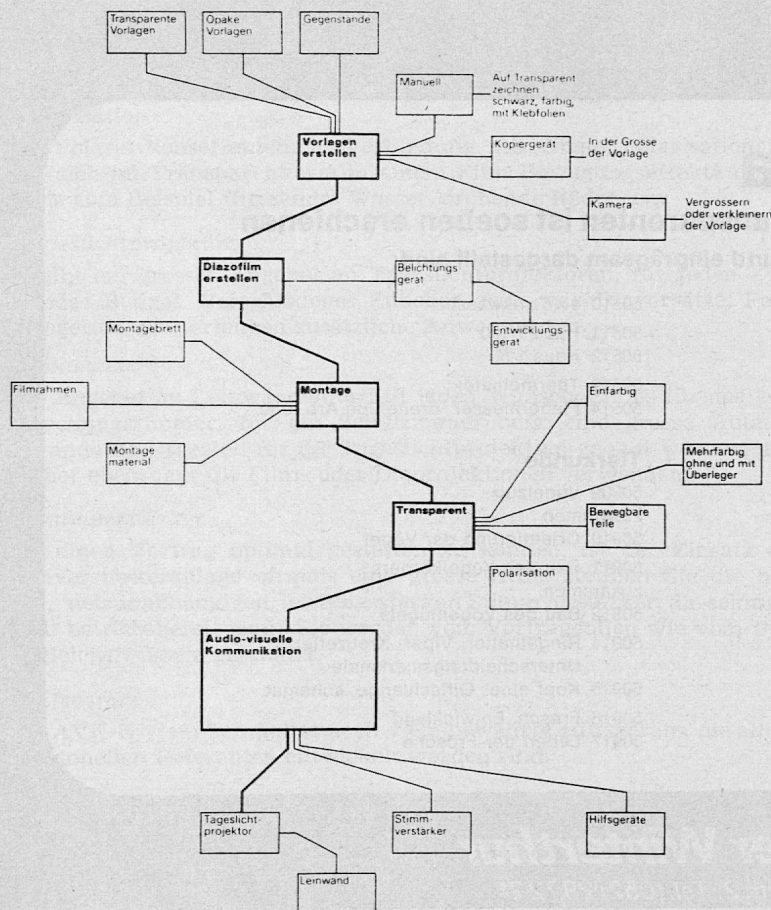 Transparente
Vorlagen
Opake
Vorlagen
Gegenstande
Manuell
Auf Transparent
zeichnen
schwarz, farbig,
mit Klebfolien
Vorlagen
erstellen
Kopiergerät
In der Grosse
der Vorlage
Kamera
Vergrossern
oder verkleinern
der Vorlage
Diazofilm
erstellen
Belichtungs-
gerat
Entwicklungs-
gerat
Montagebrett
Filmrahmen
Montage
Montage
material
Einfarbig
Mehrfarbig
ohne und mit
Überleger
Transparent
Bewegbare
Teile
Polarisation
Audio-visuelle
Kommunikation
Tageslicht-
projektor
Stimm-
verstarker
Hilfsgeräte
Leinwand